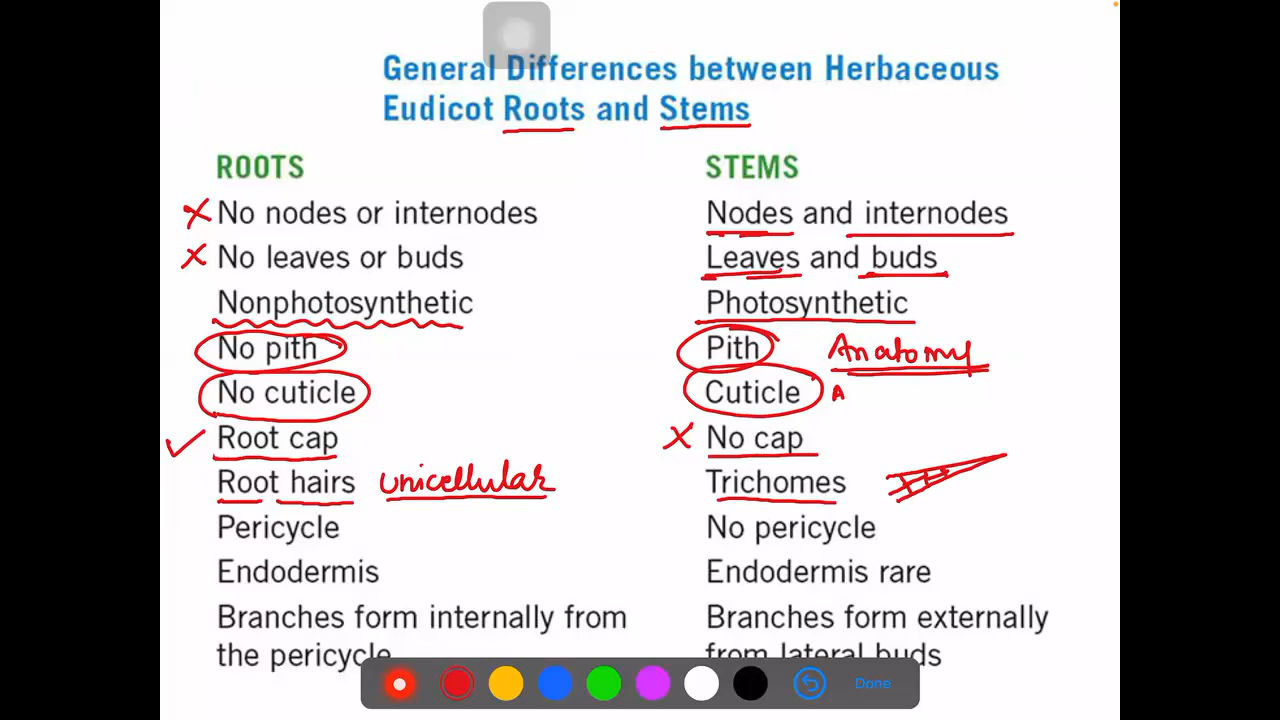 General Differences between Herbaceous
Eudicot Roots and Stems
ROOTS
No nodes or internodes
No leaves or buds
Nonphotosynthetic
No pith
No cuticle
Root cap
Root hairs unicellular
Pericycle
Endodermis
Branches form internally from
the pericycle
STEMS
Nodes and internodes
Leaves and buds
Photosynthetic
Pith Anatomy
Cuticle A
No cap
Trichomes
No pericycle
Endodermis rare
Branches form externally
from lateral buds
Done